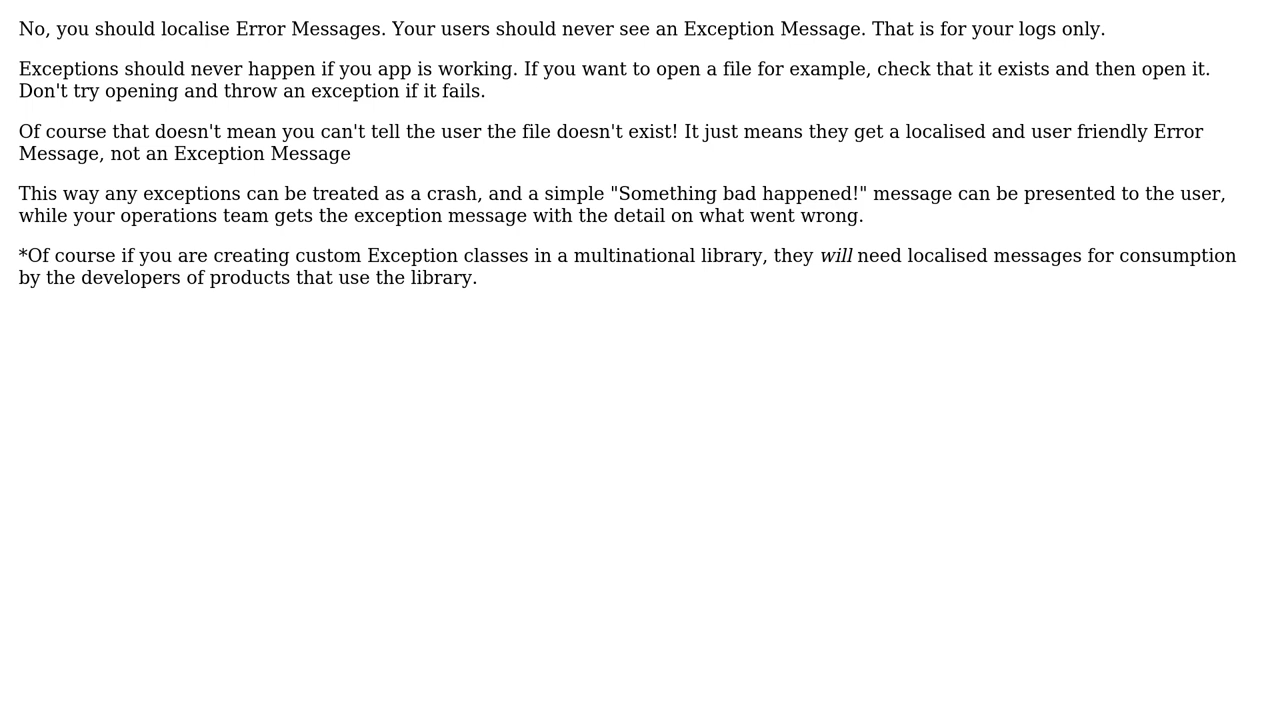 No, you should localise Error Messages. Your users should never see an Exception Message. That is for your logs only.
Exceptions should never happen if you app is working. If you want to open a file for example, check that it exists and then open it.
Don't try opening and throw an exception if it fails.
Of course that doesn't mean you can't tell the user the file doesn't exist! It just means they get a localised and user friendly Error
Message, not an Exception Message
This way any exceptions can be treated as a crash, and a simple "Something bad happened!" message can be presented to the user,
while your operations team gets the exception message with the detail on what went wrong.
*Of course if you are creating custom Exception classes in a multinational library, they will need localised messages for consumption
by the developers of products that use the library.